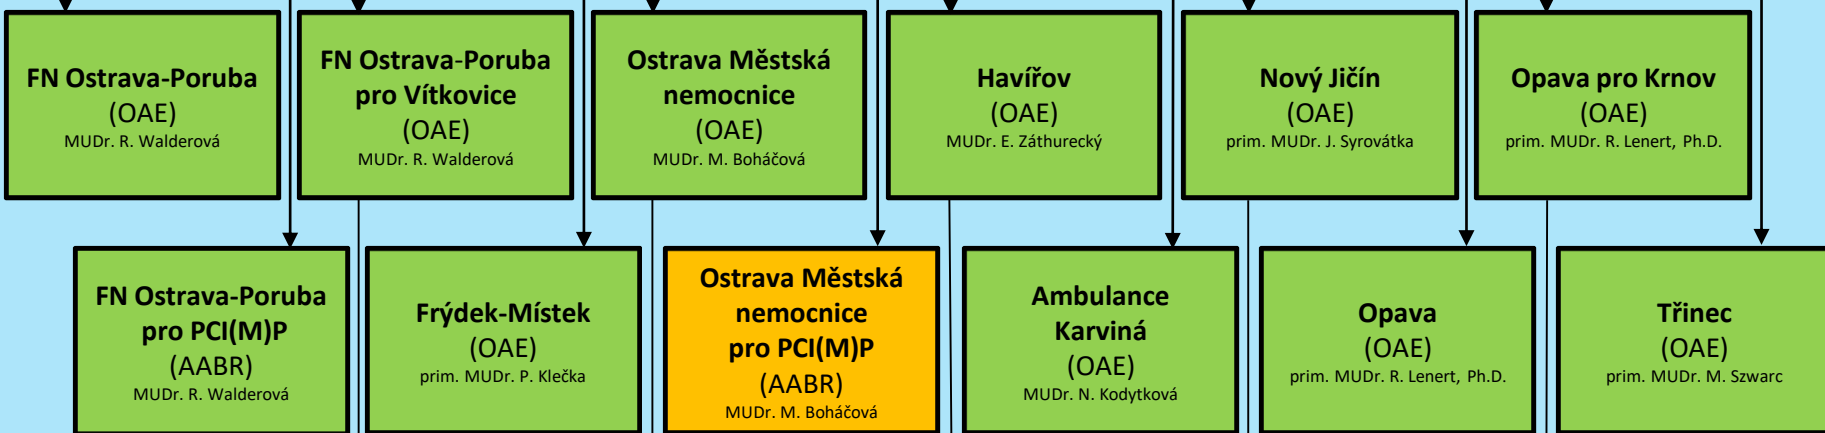 FN Ostrava-Poruba
(OAE)
MUDr. R. Walderová
FN Ostrava-Poruba
pro Vítkovice
(OAE)
MUDr. R. Walderová
Ostrava Městská
nemocnice
(OAE)
MUDr. M. Boháčová
Havířov
(OAE)
MUDr. E. Záthurecký
Nový Jičín
(OAE)
prim. MUDr. J. Syrovátka
Opava pro Krnov
(OAE)
prim. MUDr. R. Lenert, Ph.D.
FN Ostrava-Poruba
pro PCI(M)P
(AABR)
MUDr. R. Walderová
Frýdek-Místek
(OAE)
prim. MUDr. P. Klečka
Ostrava Městská
nemocnice
pro PCI(M)P
(AABR)
MUDr. M. Boháčová
Ambulance
Karviná
(OAE)
MUDr. N. Kodytková
Opava
(OAE)
prim. MUDr. R. Lenert, Ph.D.
Třinec
(OAE)
prim. MUDr. M. Szwarc